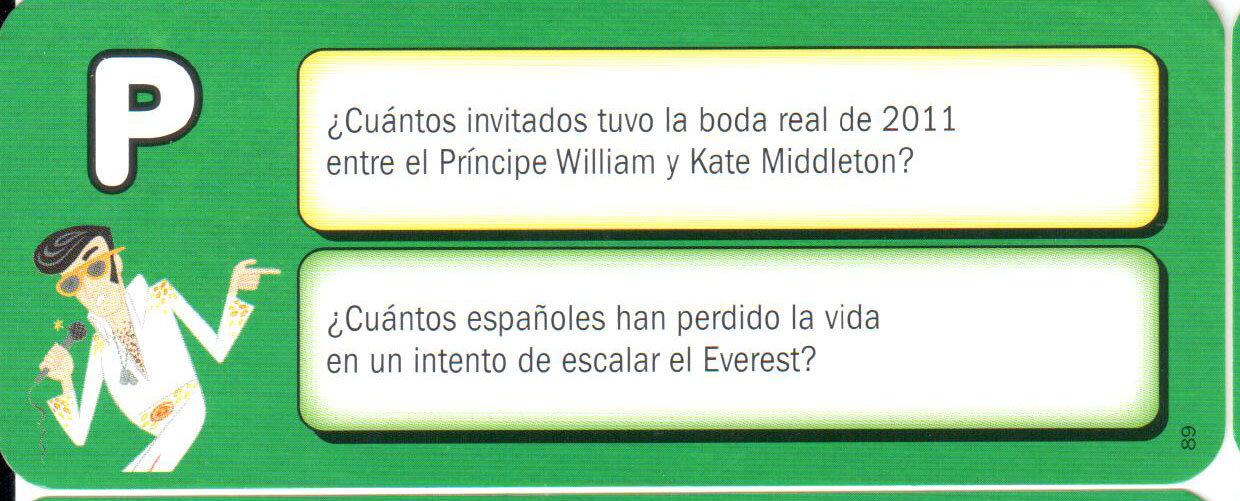 P
¿Cuántos invitados tuvo la boda real de 2011
entre el Príncipe William y Kate Middleton?
¿Cuántos españoles han perdido la vida
en un intento de escalar el Everest?
89